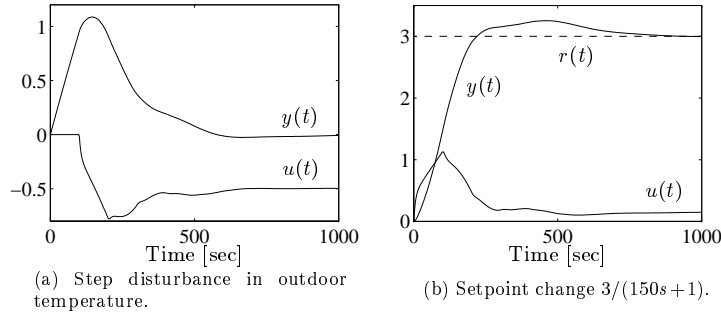 1
0.5
0
−0.5
y(t)
u(t)
0
500
1000
Time [sec]
(a) Step disturbance in outdoor
temperature.
3
2
1
0
r(t)
y(t)
u(t)
0
500
1000
Time [sec]
(b) Setpoint change 3/(150s+1).